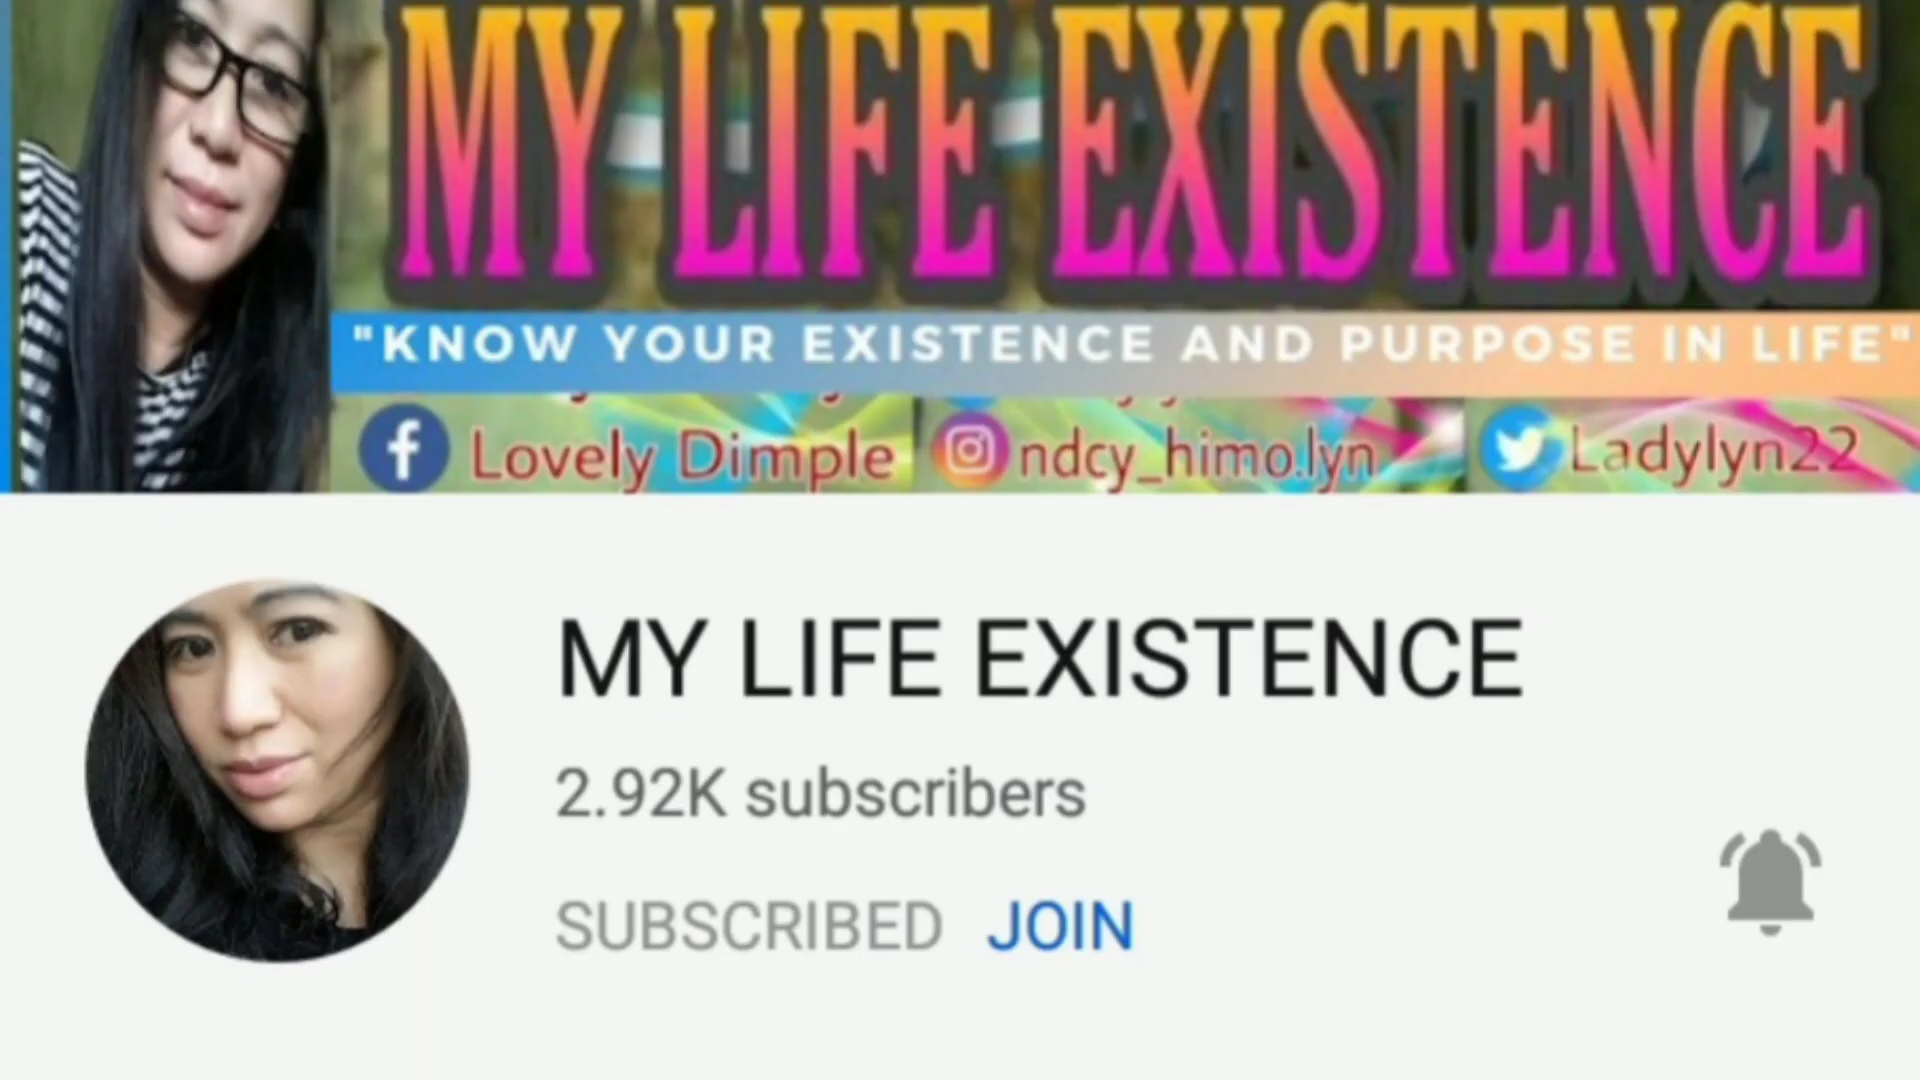 MY LIFE EXISTENCE
"KNOW YOUR EXISTENCE AND PURPOSE IN LIFE"
Lovely Dimple ndcy_himo.lyn Ladylyn22
MY LIFE EXISTENCE
2.92K subscribers
SUBSCRIBED JOIN